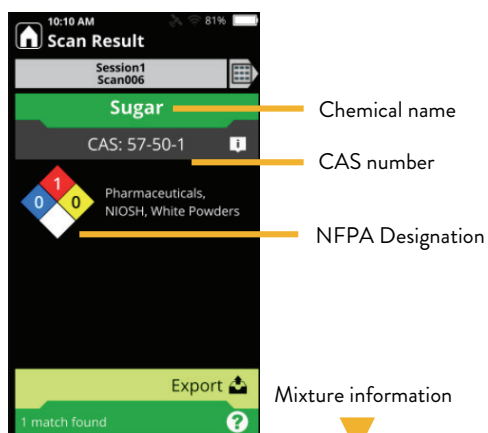 10:10 AM
81%
Scan Result
Session1
Scan006
Sugar
Chemical name
CAS: 57-50-1
CAS number
1
0
0
Pharmaceuticals,
NIOSH, White Powders
NFPA Designation
Export
Mixture information
1 match found
?